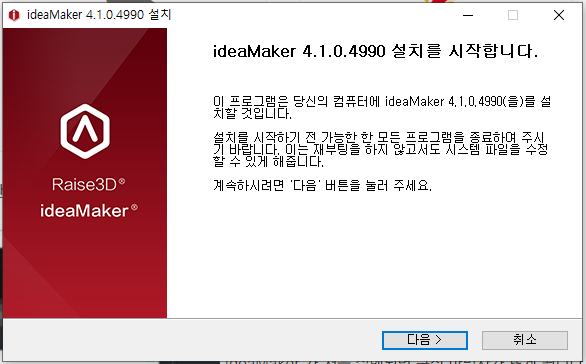 ideaMaker 4.1.0.4990 설치
ideaMaker 4.1.0.4990 설치를 시작합니다.
이 프로그램은 당신의 컴퓨터에 ideaMaker 4.1.0.4990(을)를 설
치할 것입니다.
설치를 시작하기 전 가능한 한 모든 프로그램을 종료하여 주시
기 바랍니다. 이는 재부팅을 하지 않고서도 시스템 파일을 수정
할 수 있게 해줍니다.
계속하시려면 '다음' 버튼을 눌러 주세요.
Raise3D®
ideaMaker®
다음 >
취소